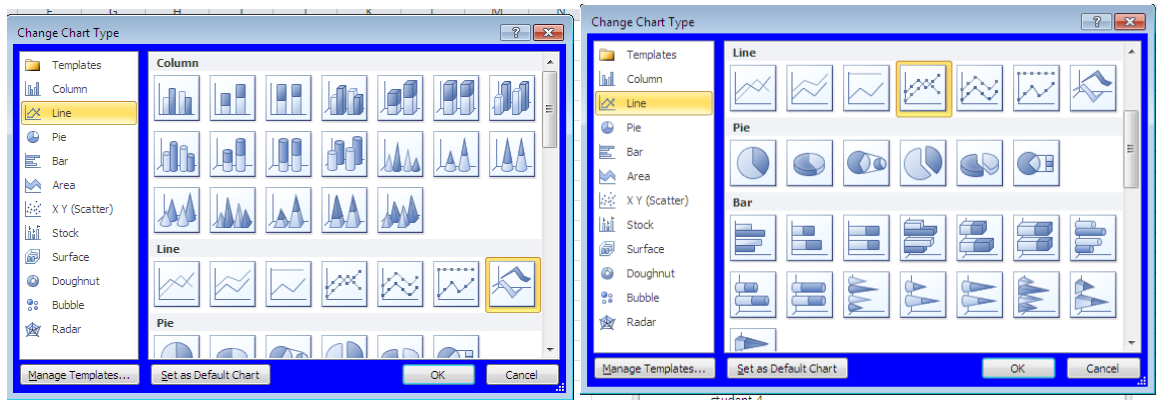 F G H I J K L M N
Change Chart Type
Templates
Column
Line
Pie
Bar
Area
X Y (Scatter)
Stock
Surface
Doughnut
Bubble
Radar
Column
Line
Pie
Manage Templates...
Set as Default Chart
OK
Cancel
Change Chart Type
Templates
Column
Line
Pie
Bar
Area
X Y (Scatter)
Stock
Surface
Doughnut
Bubble
Radar
Line
Pie
Bar
Manage Templates...
Set as Default Chart
OK
Cancel
student 4